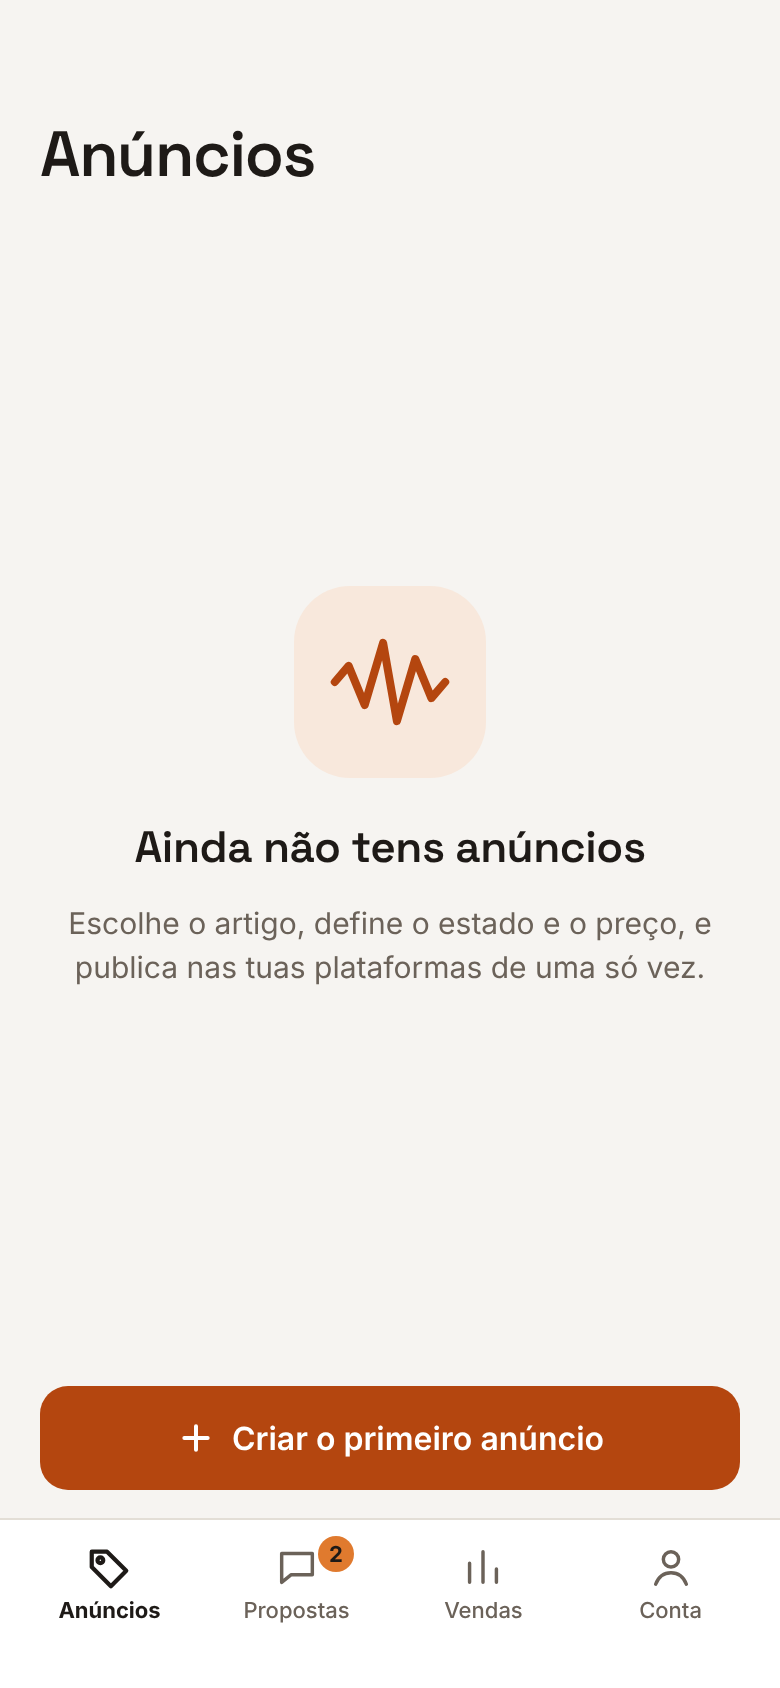 Anúncios
Ainda não tens anúncios
Escolhe o artigo, define o estado e o preço, e
publica nas tuas plataformas de uma só vez.
Criar o primeiro anúncio
2
Anúncios
Propostas
Vendas
Conta